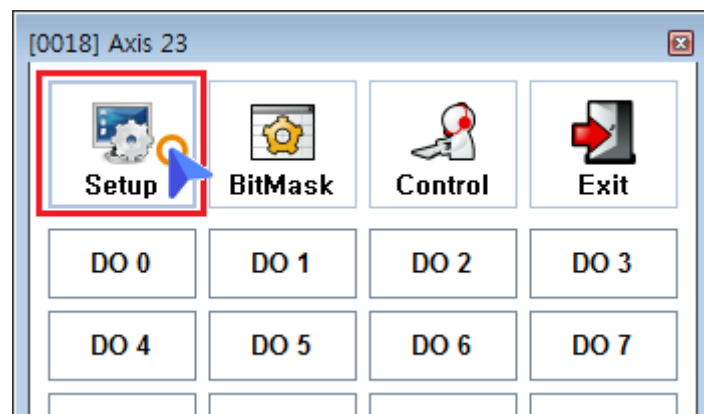 [0018] Axis 23
Setup BitMask Control Exit
DO 0 DO 1 DO 2 DO 3
DO 4 DO 5 DO 6 DO 7